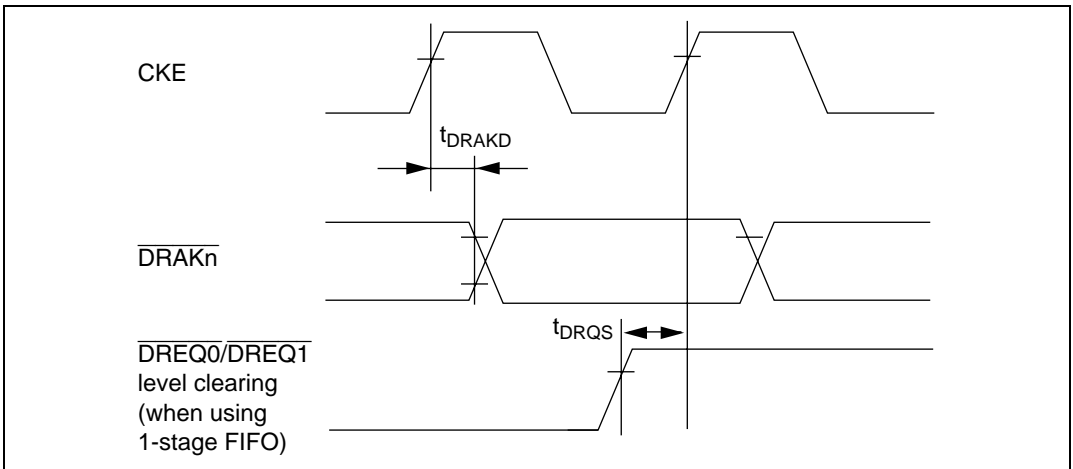 CKE
tDRAKD
DRAKn
tDRQS
DREQ0/DREQ1
level clearing
(when using
1-stage FIFO)